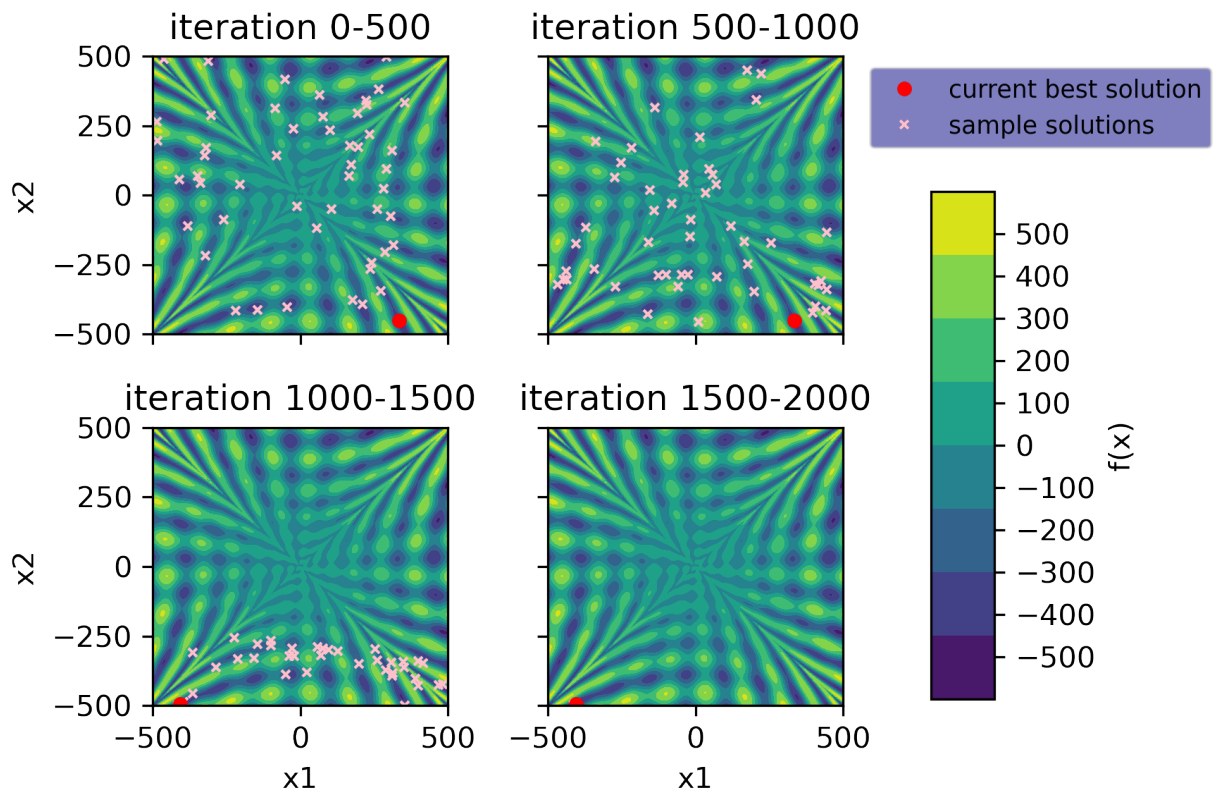 iteration 0-500
iteration 500-1000
500
250
0
−250
−500
x2
current best solution
sample solutions
iteration 1000-1500
iteration 1500-2000
500
250
0
−250
−500
x2
−500
0
500
x1
−500
0
500
x1
500
400
300
200
100
0
−100
−200
−300
−400
−500
f(x)